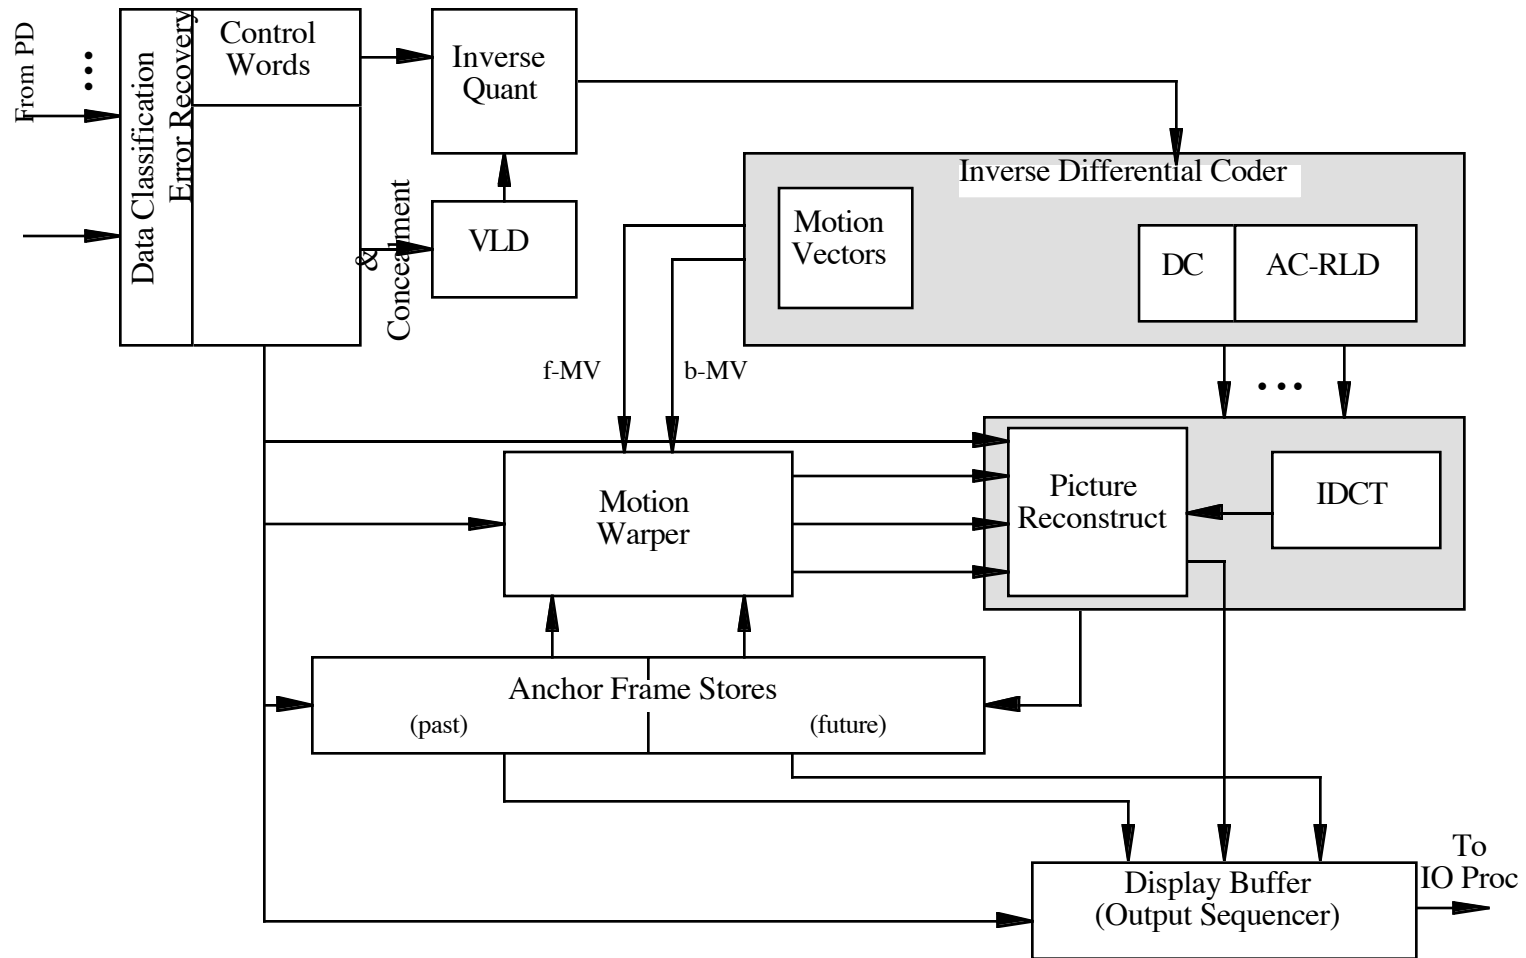 From PD
Data Classification
Error Recovery
& Concealment
Control
Words
Inverse
Quant
VLD
Inverse Differential Coder
Motion
Vectors
DC
AC-RLD
f-MV
b-MV
Motion
Warper
Picture
Reconstruct
IDCT
Anchor Frame Stores
(past)
(future)
Display Buffer
(Output Sequencer)
To
IO Proc